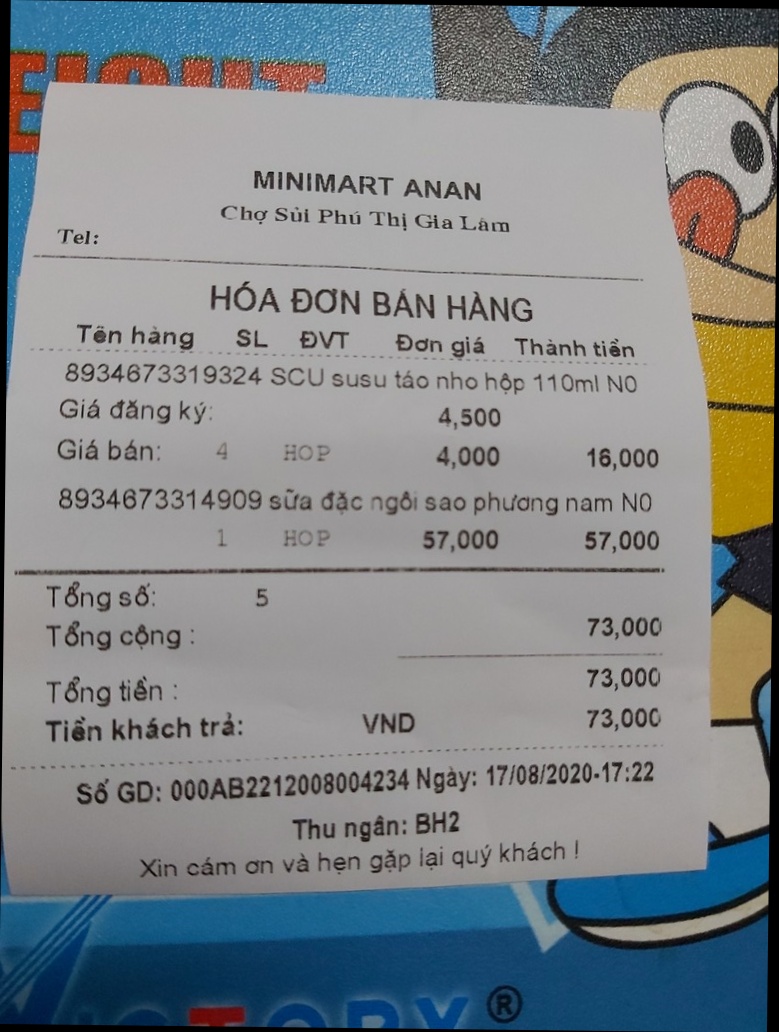 MINIMART ANAN
Chợ Sủi Phú Thị Gia Lâm
Tel:
HÓA ĐƠN BÁN HÀNG
Tên hàng SL ĐVT Đơn giá Thành tiền
8934673319324 SCU susu táo nho hộp 110ml N0
Giá đăng ký: 4,500
Giá bán: 4 HOP 4,000 16,000
8934673314909 sữa đặc ngôi sao phương nam N0
1 HOP 57,000 57,000
Tổng số: 5
Tổng cộng : 73,000
Tổng tiền : 73,000
Tiền khách trả: VND 73,000
Số GD: 000AB2212008004234 Ngày: 17/08/2020-17:22
Thu ngân: BH2
Xin cám ơn và hẹn gặp lại quý khách !
®